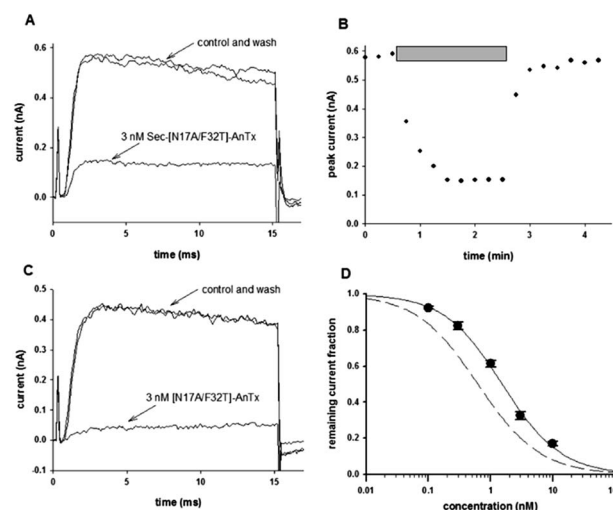 A
0.6
0.4
0.2
0.0
current (nA)
control and wash
3 nM Sec-[N17A/F32T]-AnTx
0
5
10
15
time (ms)
B
0.6
0.5
0.4
0.3
0.2
0.1
0.0
peak current (nA)
0
1
2
3
4
time (min)
C
0.5
0.4
0.3
0.2
0.1
0.0
-0.1
current (nA)
control and wash
3 nM [N17A/F32T]-AnTx
0
5
10
15
time (ms)
D
1.0
0.8
0.6
0.4
0.2
0.0
remaining current fraction
0.01
0.1
1
10
concentration (nM)